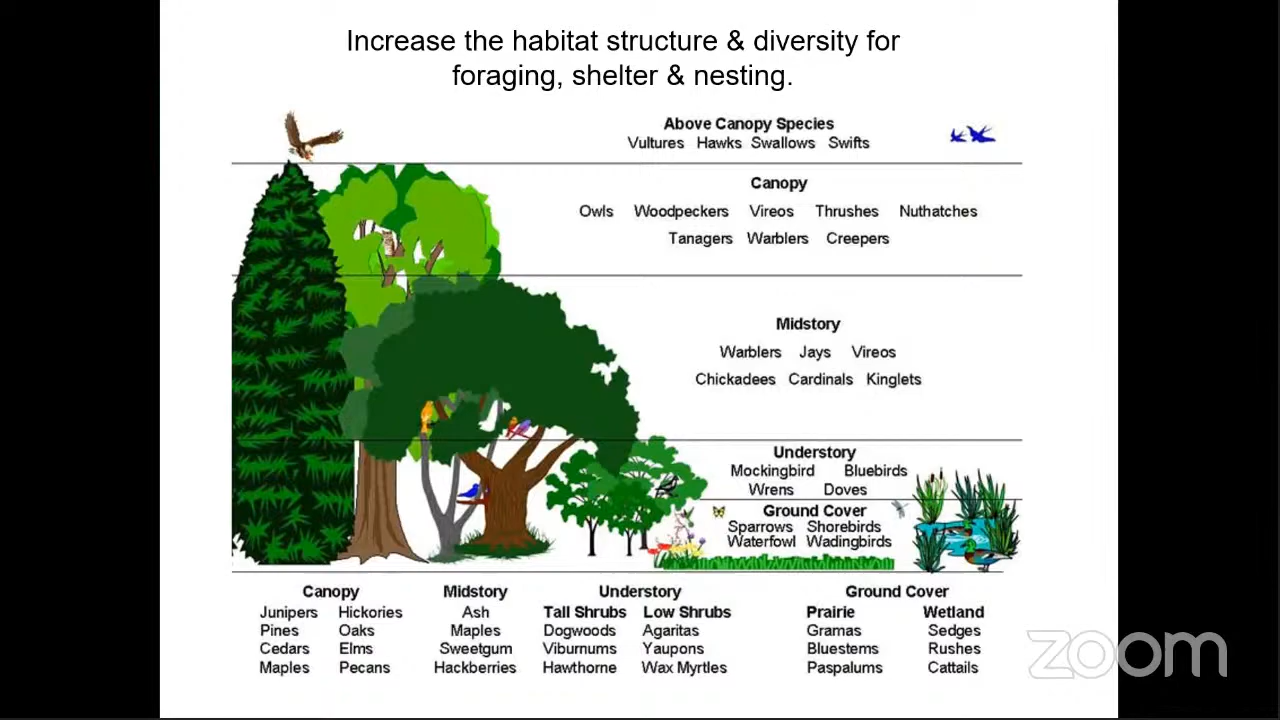 Increase the habitat structure & diversity for
foraging, shelter & nesting.
Above Canopy Species
Vultures Hawks Swallows Swifts
Canopy
Owls Woodpeckers Vireos Thrushes Nuthatches
Tanagers Warblers Creepers
Midstory
Warblers Jays Vireos
Chickadees Cardinals Kinglets
Understory
Mockingbird Bluebirds
Wrens Doves
Ground Cover
Sparrows Shorebirds
Waterfowl Wadingbirds
Canopy Midstory Understory Ground Cover
Junipers Hickories Ash Tall Shrubs Low Shrubs Prairie Wetland
Pines Oaks Maples Dogwoods Agaritas Gramas Sedges
Cedars Elms Sweetgum Viburnums Yaupons Bluestems Rushes
Maples Pecans Hackberries Hawthorne Wax Myrtles Paspalums Cattails
zoom